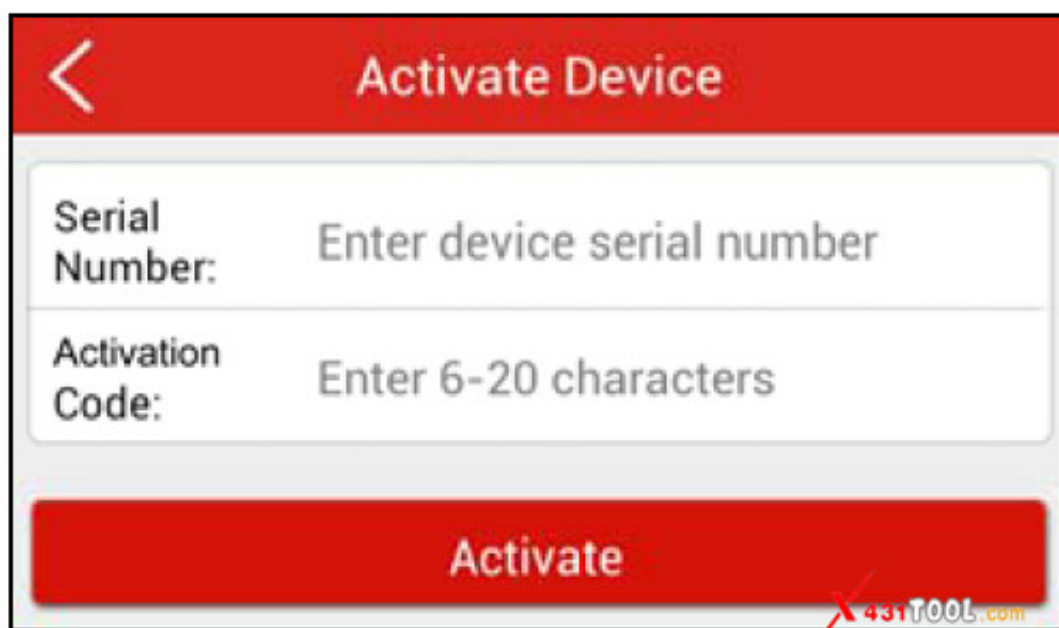 Activate Device
Serial
Number:
Enter device serial number
Activation
Code:
Enter 6-20 characters
Activate
X431TOOL.com